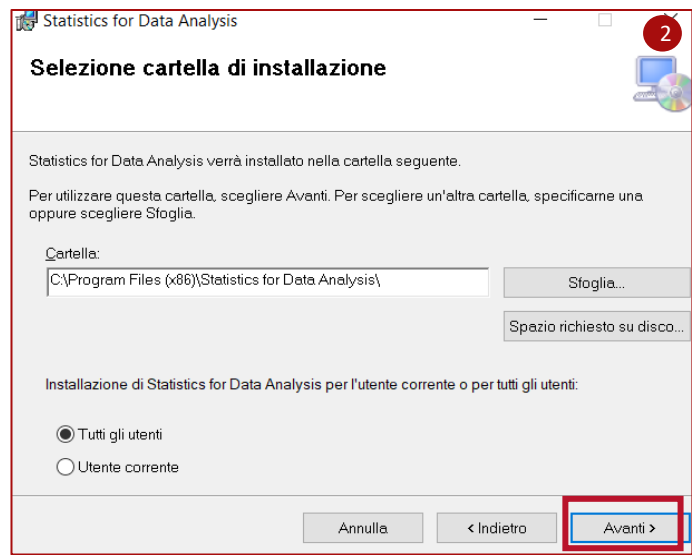 Statistics for Data Analysis
2
Selezione cartella di installazione
Statistics for Data Analysis verrà installato nella cartella seguente.
Per utilizzare questa cartella, scegliere Avanti. Per scegliere un'altra cartella, specificarne una
oppure scegliere Sfoglia.
Cartella:
C:\Program Files (x86)\Statistics for Data Analysis\
Sfoglia...
Spazio richiesto su disco...
Installazione di Statistics for Data Analysis per l'utente corrente o per tutti gli utenti:
Tutti gli utenti
Utente corrente
Annulla
< Indietro
Avanti >